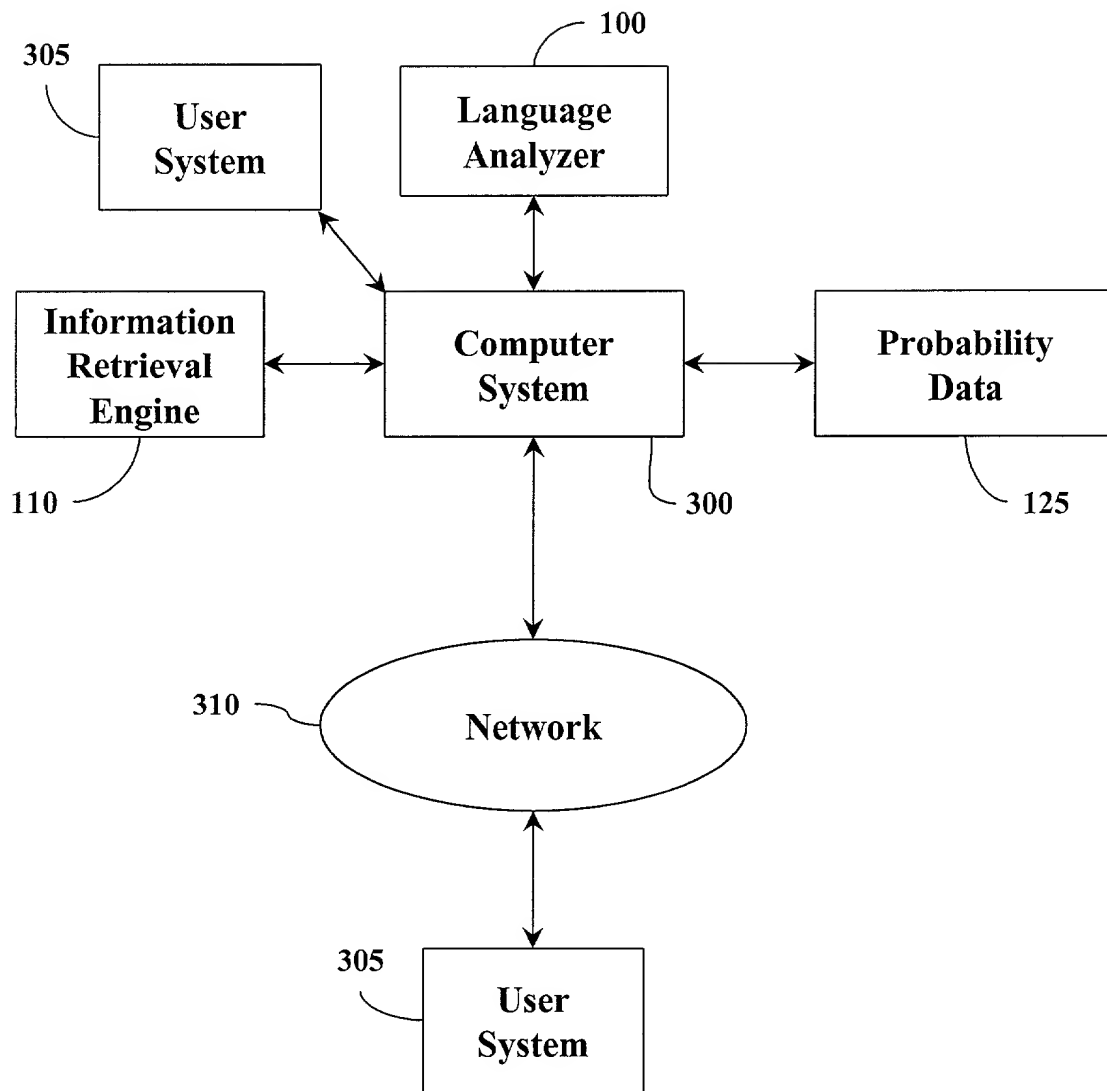 100
305
User
System
Language
Analyzer
Information
Retrieval
Engine
Computer
System
Probability
Data
110
300
125
310
Network
305
User
System